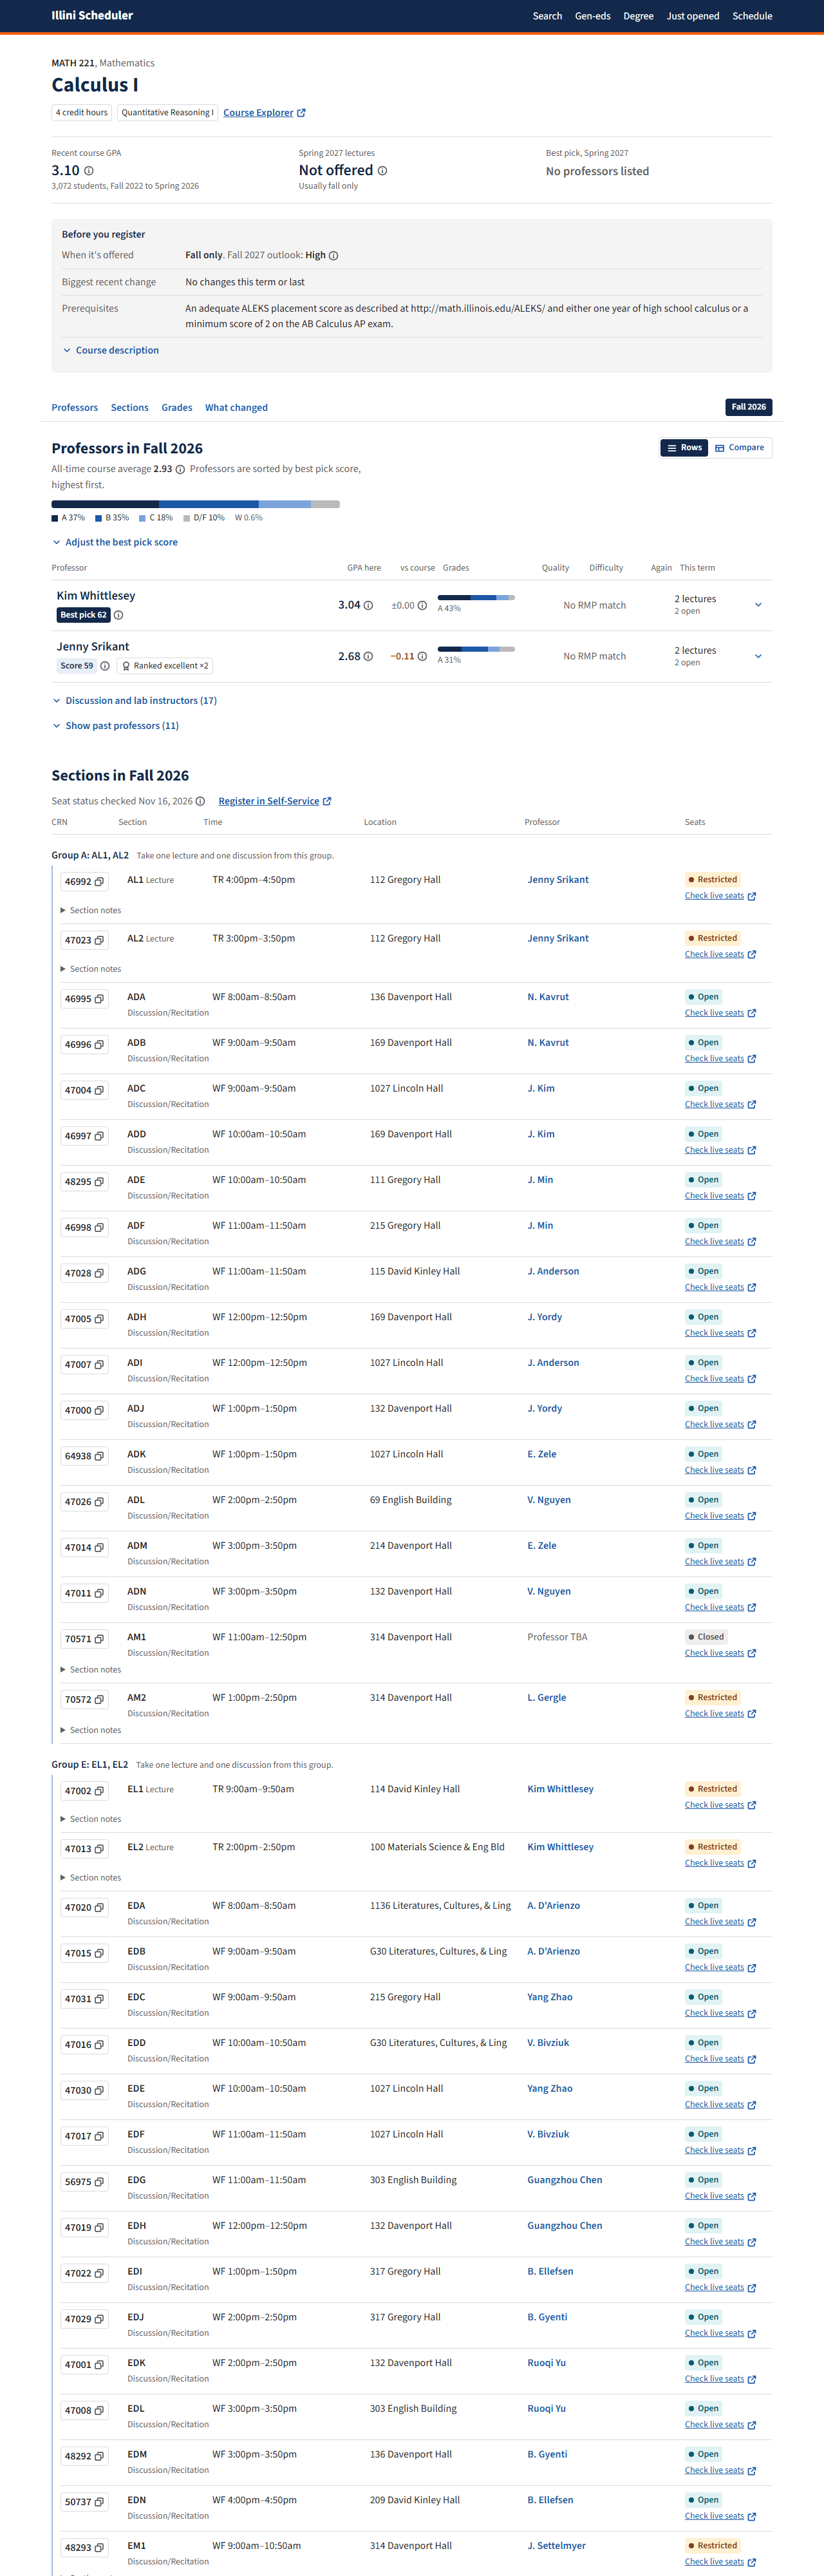 Illini Scheduler
Search Gen-eds Degree Just opened Schedule
MATH 221, Mathematics
Calculus I
4 credit hours Quantitative Reasoning I Course Explorer
Recent course GPA Spring 2027 lectures Best pick, Spring 2027
3.10 Not offered No professors listed
3,072 students, Fall 2022 to Spring 2026 Usually fall only
Before you register
When it's offered Fall only. Fall 2027 outlook: High
Biggest recent change No changes this term or last
Prerequisites An adequate ALEKS placement score as described at http://math.illinois.edu/ALEKS/ and either one year of high school calculus or a
minimum score of 2 on the AB Calculus AP exam.
Course description
Professors Sections Grades What changed Fall 2026
Professors in Fall 2026 Rows Compare
All-time course average 2.93 Professors are sorted by best pick score,
highest first.
A 37% B 35% C 18% D/F 10% W 0.6%
Adjust the best pick score
Professor GPA here vs course Grades Quality Difficulty Again This term
Kim Whittlesey 3.04 ±0.00 A 43% No RMP match 2 lectures
Best pick 62 2 open
Jenny Srikant 2.68 −0.11 A 31% No RMP match 2 lectures
Score 59 Ranked excellent ×2 2 open
Discussion and lab instructors (17)
Show past professors (11)
Sections in Fall 2026
Seat status checked Nov 16, 2026 Register in Self-Service
CRN Section Time Location Professor Seats
Group A: AL1, AL2 Take one lecture and one discussion from this group.
46992 AL1 Lecture TR 4:00pm–4:50pm 112 Gregory Hall Jenny Srikant Restricted
Check live seats
Section notes
47023 AL2 Lecture TR 3:00pm–3:50pm 112 Gregory Hall Jenny Srikant Restricted
Check live seats
Section notes
46995 ADA WF 8:00am–8:50am 136 Davenport Hall N. Kavrut Open
Discussion/Recitation Check live seats
46996 ADB WF 9:00am–9:50am 169 Davenport Hall N. Kavrut Open
Discussion/Recitation Check live seats
47004 ADC WF 9:00am–9:50am 1027 Lincoln Hall J. Kim Open
Discussion/Recitation Check live seats
46997 ADD WF 10:00am–10:50am 169 Davenport Hall J. Kim Open
Discussion/Recitation Check live seats
48295 ADE WF 10:00am–10:50am 111 Gregory Hall J. Min Open
Discussion/Recitation Check live seats
46998 ADF WF 11:00am–11:50am 215 Gregory Hall J. Min Open
Discussion/Recitation Check live seats
47028 ADG WF 11:00am–11:50am 115 David Kinley Hall J. Anderson Open
Discussion/Recitation Check live seats
47005 ADH WF 12:00pm–12:50pm 169 Davenport Hall J. Yordy Open
Discussion/Recitation Check live seats
47007 ADI WF 12:00pm–12:50pm 1027 Lincoln Hall J. Anderson Open
Discussion/Recitation Check live seats
47000 ADJ WF 1:00pm–1:50pm 132 Davenport Hall J. Yordy Open
Discussion/Recitation Check live seats
64938 ADK WF 1:00pm–1:50pm 1027 Lincoln Hall E. Zele Open
Discussion/Recitation Check live seats
47026 ADL WF 2:00pm–2:50pm 69 English Building V. Nguyen Open
Discussion/Recitation Check live seats
47014 ADM WF 3:00pm–3:50pm 214 Davenport Hall E. Zele Open
Discussion/Recitation Check live seats
47011 ADN WF 3:00pm–3:50pm 132 Davenport Hall V. Nguyen Open
Discussion/Recitation Check live seats
70571 AM1 WF 11:00am–12:50pm 314 Davenport Hall Professor TBA Closed
Discussion/Recitation Check live seats
Section notes
70572 AM2 WF 1:00pm–2:50pm 314 Davenport Hall L. Gergle Restricted
Discussion/Recitation Check live seats
Section notes
Group E: EL1, EL2 Take one lecture and one discussion from this group.
47002 EL1 Lecture TR 9:00am–9:50am 114 David Kinley Hall Kim Whittlesey Restricted
Check live seats
Section notes
47013 EL2 Lecture TR 2:00pm–2:50pm 100 Materials Science & Eng Bld Kim Whittlesey Restricted
Check live seats
Section notes
47020 EDA WF 8:00am–8:50am 1136 Literatures, Cultures, & Ling A. D'Arienzo Open
Discussion/Recitation Check live seats
47015 EDB WF 9:00am–9:50am G30 Literatures, Cultures, & Ling A. D'Arienzo Open
Discussion/Recitation Check live seats
47031 EDC WF 9:00am–9:50am 215 Gregory Hall Yang Zhao Open
Discussion/Recitation Check live seats
47016 EDD WF 10:00am–10:50am G30 Literatures, Cultures, & Ling V. Bivziuk Open
Discussion/Recitation Check live seats
47030 EDE WF 10:00am–10:50am 1027 Lincoln Hall Yang Zhao Open
Discussion/Recitation Check live seats
47017 EDF WF 11:00am–11:50am 1027 Lincoln Hall V. Bivziuk Open
Discussion/Recitation Check live seats
56975 EDG WF 11:00am–11:50am 303 English Building Guangzhou Chen Open
Discussion/Recitation Check live seats
47019 EDH WF 12:00pm–12:50pm 132 Davenport Hall Guangzhou Chen Open
Discussion/Recitation Check live seats
47022 EDI WF 1:00pm–1:50pm 317 Gregory Hall B. Ellefsen Open
Discussion/Recitation Check live seats
47029 EDJ WF 2:00pm–2:50pm 317 Gregory Hall B. Gyenti Open
Discussion/Recitation Check live seats
47001 EDK WF 2:00pm–2:50pm 132 Davenport Hall Ruoqi Yu Open
Discussion/Recitation Check live seats
47008 EDL WF 3:00pm–3:50pm 303 English Building Ruoqi Yu Open
Discussion/Recitation Check live seats
48292 EDM WF 3:00pm–3:50pm 136 Davenport Hall B. Gyenti Open
Discussion/Recitation Check live seats
50737 EDN WF 4:00pm–4:50pm 209 David Kinley Hall B. Ellefsen Open
Discussion/Recitation Check live seats
48293 EM1 WF 9:00am–10:50am 314 Davenport Hall J. Settelmyer Restricted
Discussion/Recitation Check live seats